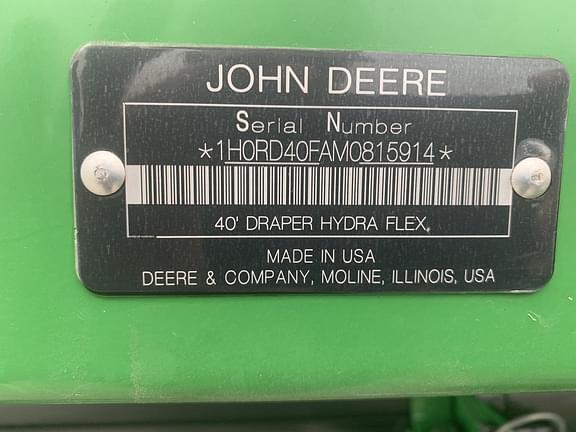 JOHN DEERE
Serial Number
*1H0RD40FAM0815914*
40' DRAPER HYDRA FLEX
MADE IN USA
DEERE & COMPANY, MOLINE, ILLINOIS, USA